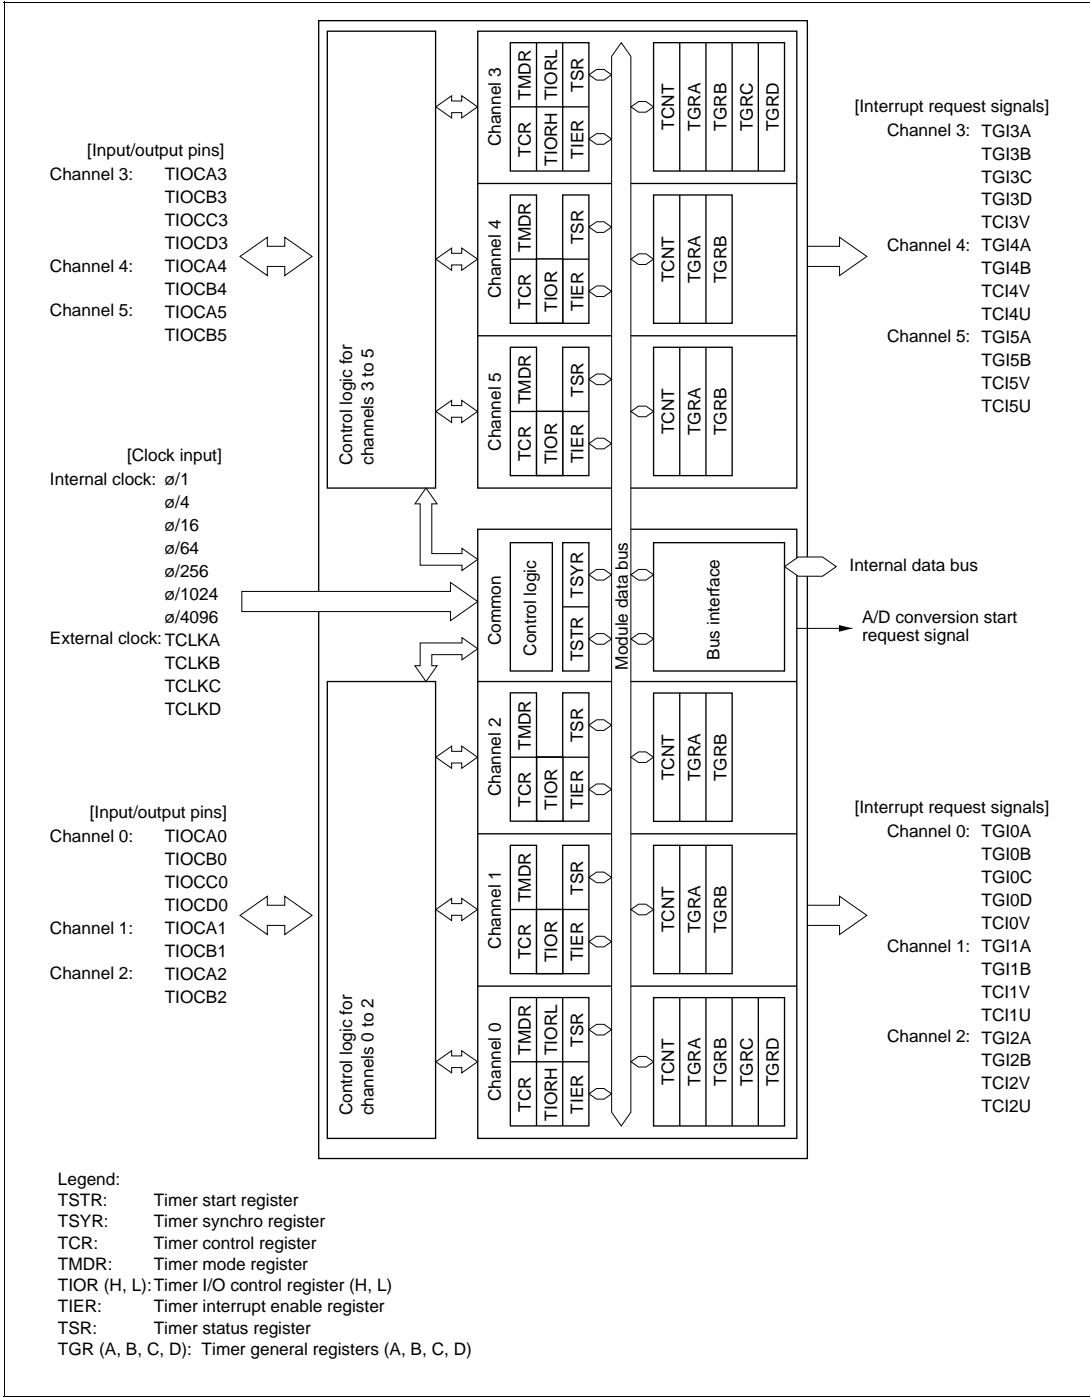 [Input/output pins]
Channel 3: TIOCA3
TIOCB3
TIOCC3
TIOCD3
Channel 4: TIOCA4
TIOCB4
Channel 5: TIOCA5
TIOCB5
[Clock input]
Internal clock: ø/1
ø/4
ø/16
ø/64
ø/256
ø/1024
ø/4096
External clock: TCLKA
TCLKB
TCLKC
TCLKD
[Input/output pins]
Channel 0: TIOCA0
TIOCB0
TIOCC0
TIOCD0
Channel 1: TIOCA1
TIOCB1
Channel 2: TIOCA2
TIOCB2
Control logic for
channels 3 to 5
Control logic for
channels 0 to 2
Channel 3
TCR TMDR
TIORH TIORL
TIER TSR
TCNT
TGRA
TGRB
TGRC
TGRD
Channel 4
TCR TMDR
TIOR
TIER TSR
TCNT
TGRA
TGRB
Channel 5
TCR TMDR
TIOR
TIER TSR
TCNT
TGRA
TGRB
Common
Control logic
TSTR TSYR
Module data bus
Bus interface
Channel 2
TCR TMDR
TIOR
TIER TSR
TCNT
TGRA
TGRB
Channel 1
TCR TMDR
TIOR
TIER TSR
TCNT
TGRA
TGRB
Channel 0
TCR TMDR
TIORH TIORL
TIER TSR
TCNT
TGRA
TGRB
TGRC
TGRD
[Interrupt request signals]
Channel 3: TGI3A
TGI3B
TGI3C
TGI3D
TCI3V
Channel 4: TGI4A
TGI4B
TCI4V
TCI4U
Channel 5: TGI5A
TGI5B
TCI5V
TCI5U
Internal data bus
A/D conversion start
request signal
[Interrupt request signals]
Channel 0: TGI0A
TGI0B
TGI0C
TGI0D
TCI0V
Channel 1: TGI1A
TGI1B
TCI1V
TCI1U
Channel 2: TGI2A
TGI2B
TCI2V
TCI2U
Legend:
TSTR: Timer start register
TSYR: Timer synchro register
TCR: Timer control register
TMDR: Timer mode register
TIOR (H, L): Timer I/O control register (H, L)
TIER: Timer interrupt enable register
TSR: Timer status register
TGR (A, B, C, D): Timer general registers (A, B, C, D)